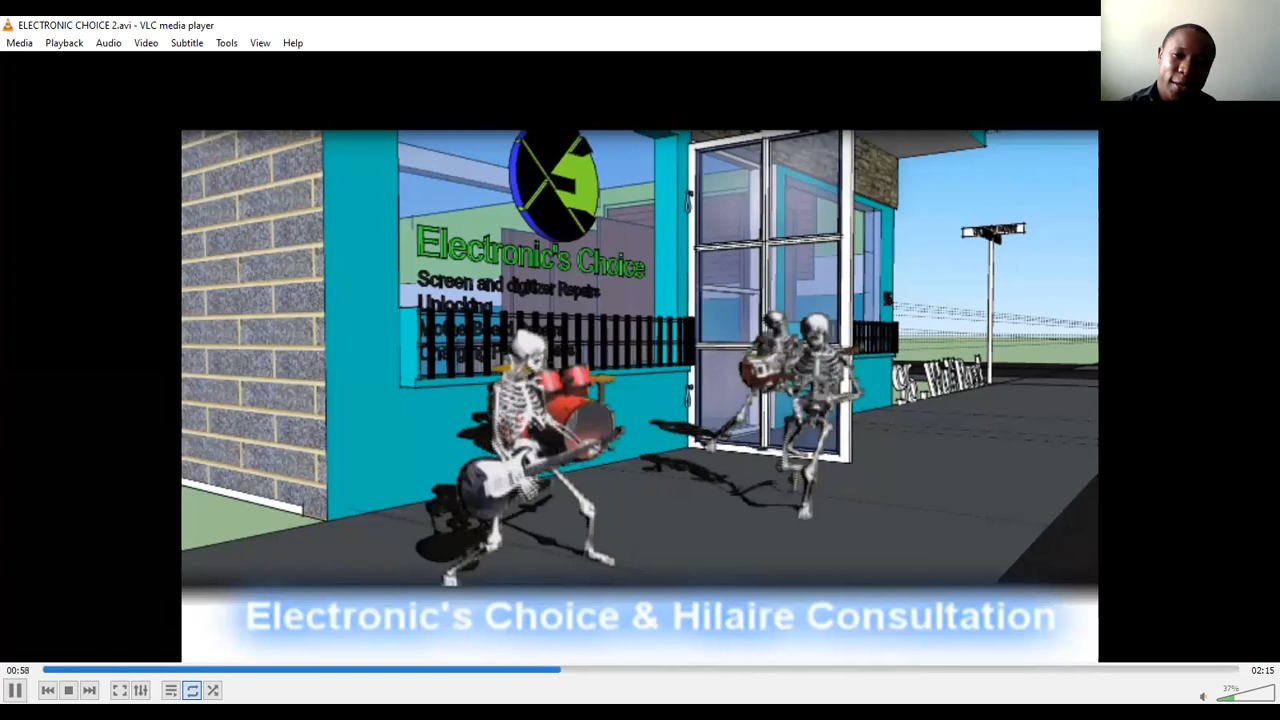 ELECTRONIC CHOICE 2.avi - VLC media player
Media Playback Audio Video Subtitle Tools View Help
Electronic's Choice
Screen and digitizer Repairs
Unlocking
Electronic's Choice & Hilaire Consultation
00:58
02:15
37%